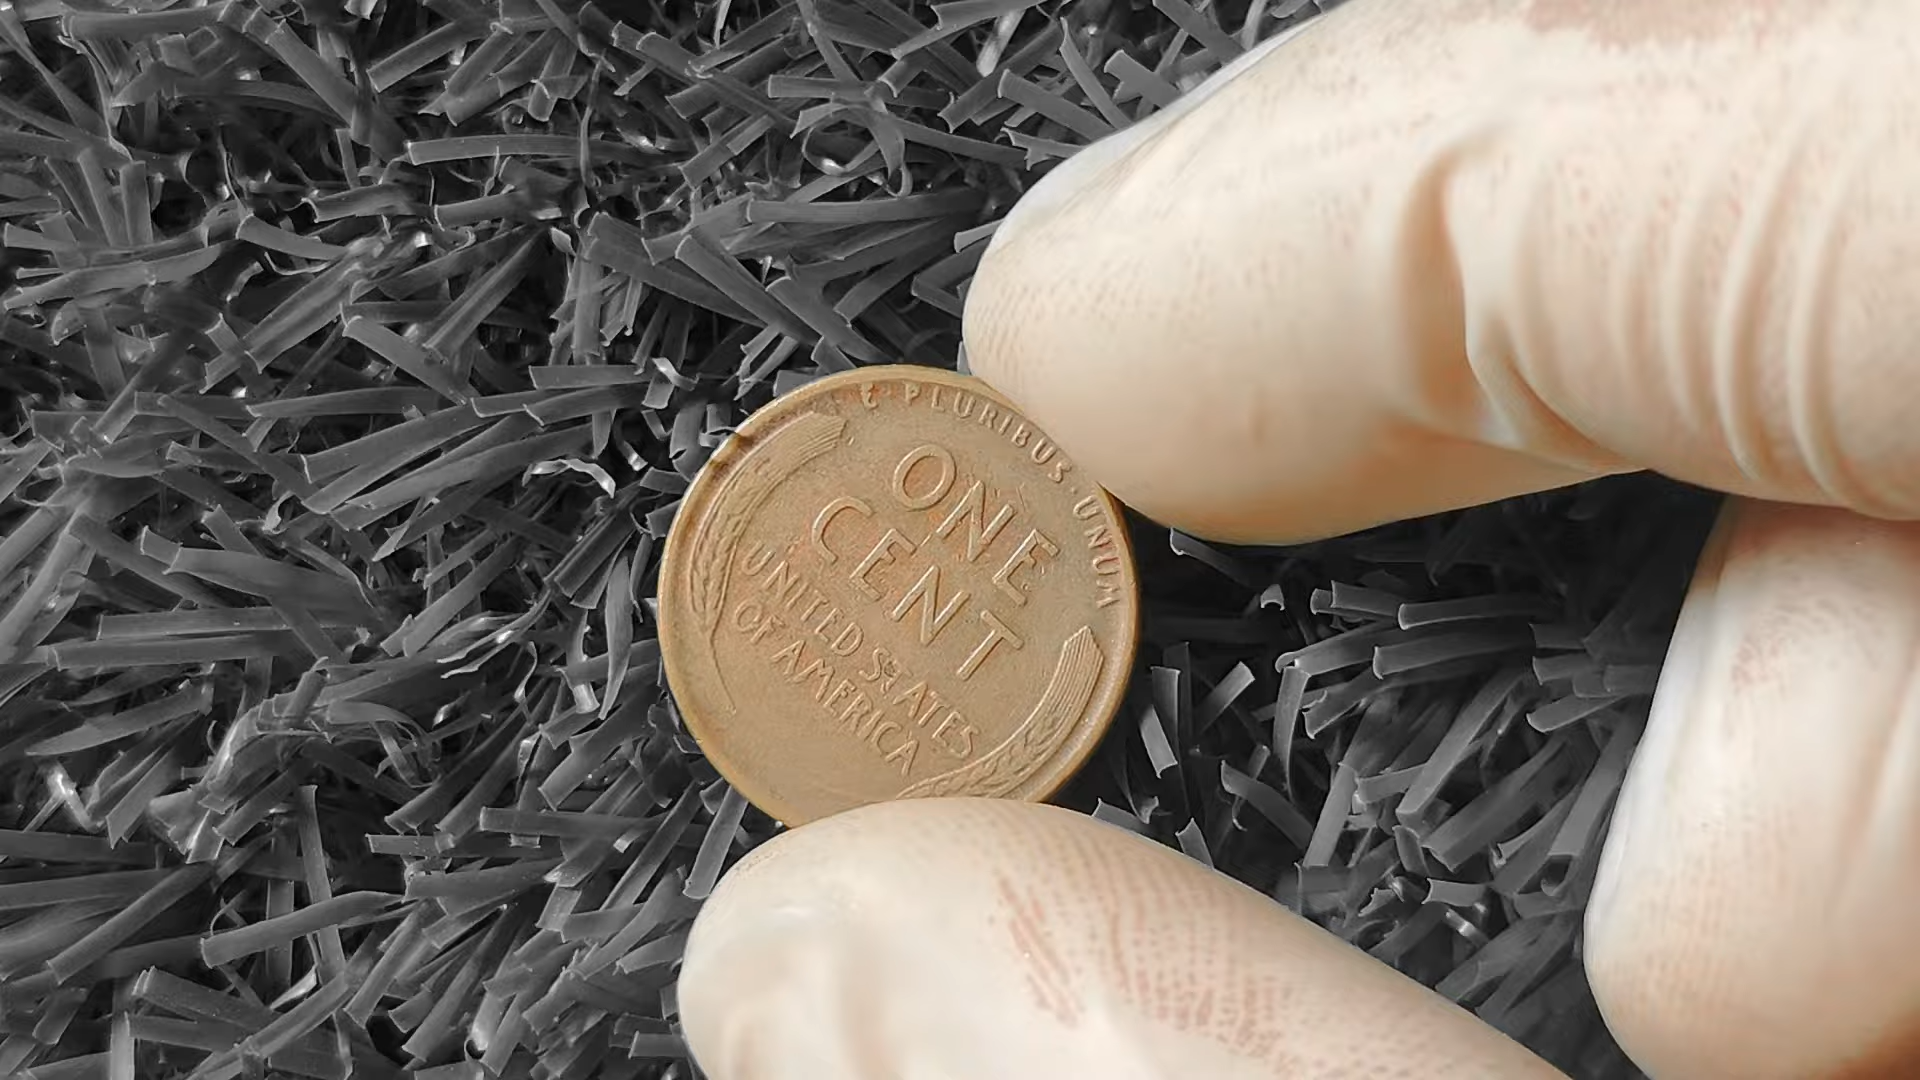 E · PLURIBUS · UNUM
ONE
CENT
UNITED STATES
OF AMERICA